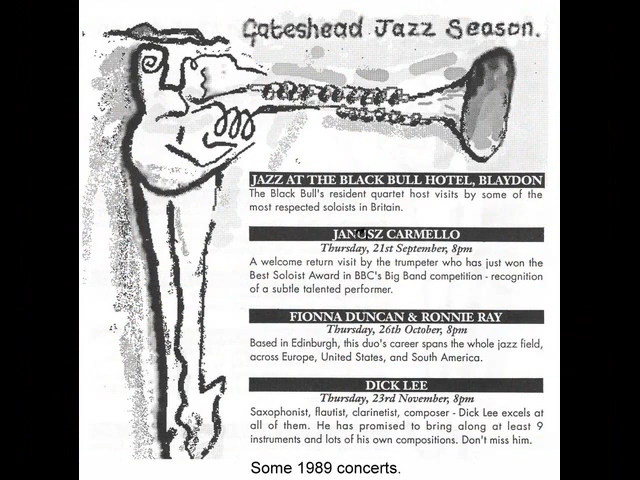 Gateshead Jazz Season.
JAZZ AT THE BLACK BULL HOTEL, BLAYDON
The Black Bull's resident quartet host visits by some of the
most respected soloists in Britain.
JANUSZ CARMELLO
Thursday, 21st September, 8pm
A welcome return visit by the trumpeter who has just won the
Best Soloist Award in BBC's Big Band competition - recognition
of a subtle talented performer.
FIONNA DUNCAN & RONNIE RAY
Thursday, 26th October, 8pm
Based in Edinburgh, this duo's career spans the whole jazz field,
across Europe, United States, and South America.
DICK LEE
Thursday, 23rd November, 8pm
Saxophonist, flautist, clarinetist, composer - Dick Lee excels at
all of them. He has promised to bring along at least 9
instruments and lots of his own compositions. Don't miss him.
Some 1989 concerts.